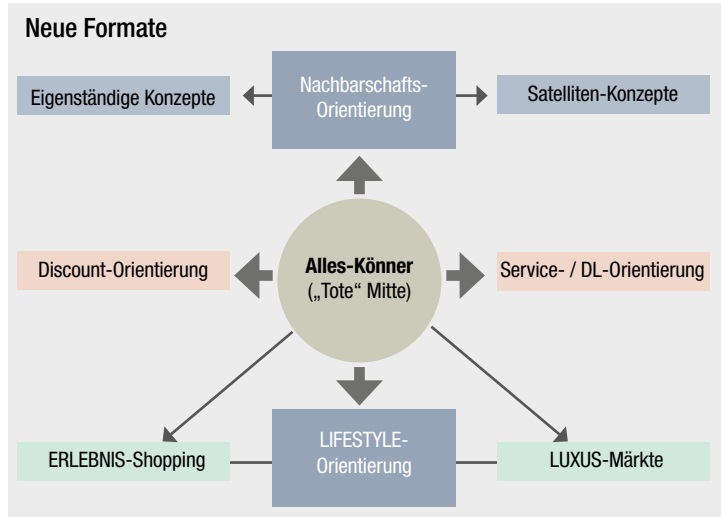 Neue Formate
Eigenständige Konzepte
Nachbarschafts-
Orientierung
Satelliten-Konzepte
Discount-Orientierung
Alles-Könner
(„Tote“ Mitte)
Service- / DL-Orientierung
ERLEBNIS-Shopping
LIFESTYLE-
Orientierung
LUXUS-Märkte